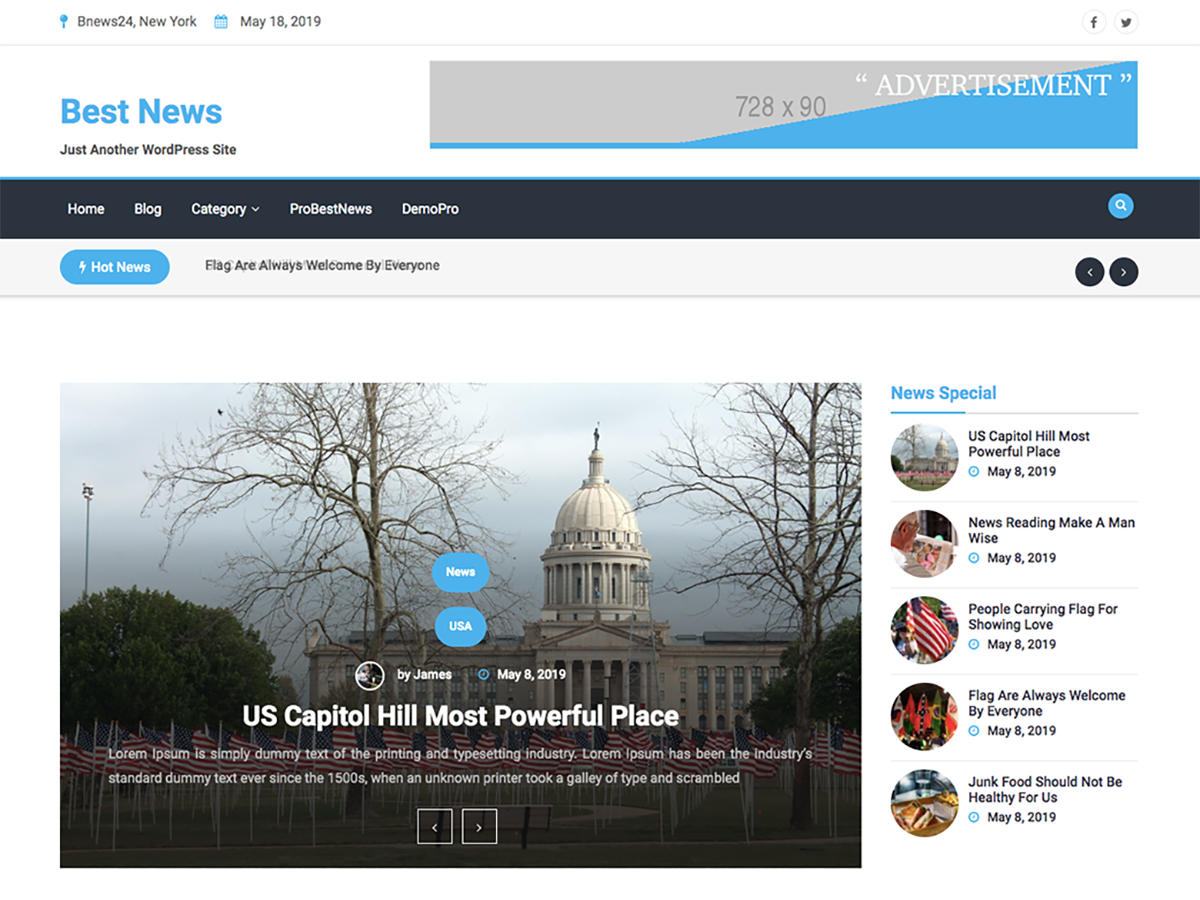 Bnews24, New York May 18, 2019
Best News
Just Another WordPress Site
728 x 90
“ ADVERTISEMENT ”
Home Blog Category ProBestNews DemoPro
Hot News Flag Are Always Welcome By Everyone
News
USA
by James May 8, 2019
US Capitol Hill Most Powerful Place
Lorem Ipsum is simply dummy text of the printing and typesetting industry. Lorem Ipsum has been the industry’s
standard dummy text ever since the 1500s, when an unknown printer took a galley of type and scrambled
News Special
US Capitol Hill Most
Powerful Place
May 8, 2019
News Reading Make A Man
Wise
May 8, 2019
People Carrying Flag For
Showing Love
May 8, 2019
Flag Are Always Welcome
By Everyone
May 8, 2019
Junk Food Should Not Be
Healthy For Us
May 8, 2019